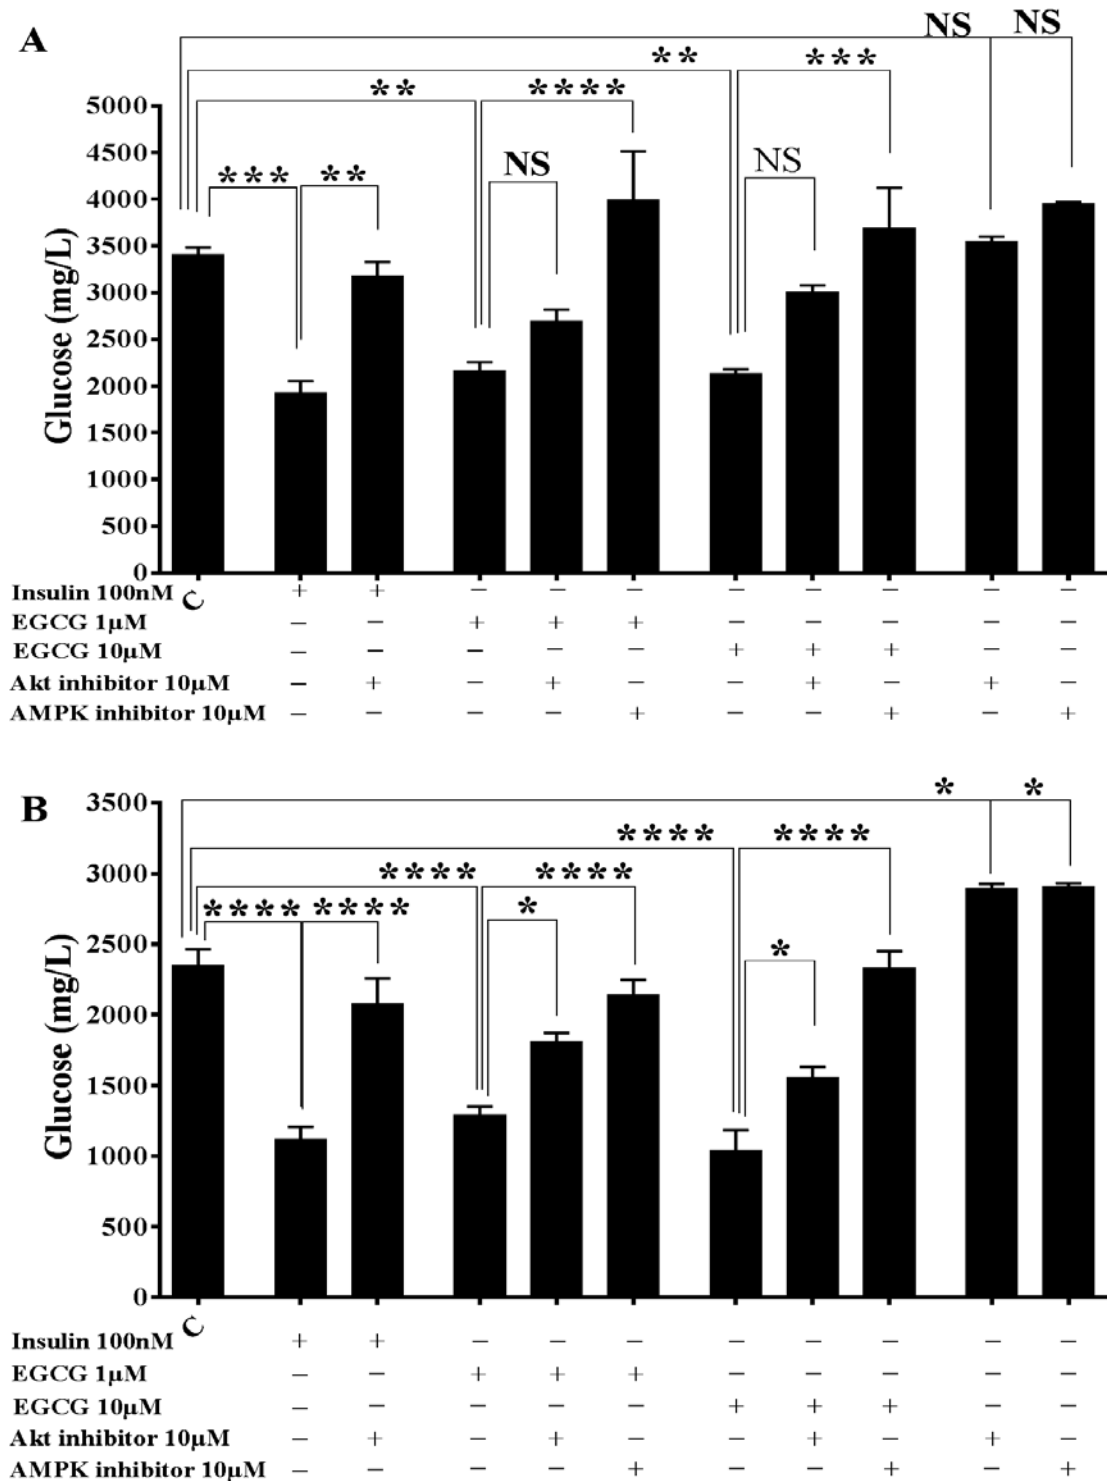 A
NS NS
** ***
** ****
NS NS
*** **
5000
4500
4000
3500
3000
2500
2000
1500
1000
500
0
Glucose (mg/L)
Insulin 100nM C + + − − − − − − − −
EGCG 1μM − − + + + − − − − −
EGCG 10μM − − − − − + + + − −
Akt inhibitor 10μM − + − + − − + − + −
AMPK inhibitor 10μM − − − − + − − + − +
B
* *
**** ****
**** ****
**** **** *
*
3500
3000
2500
2000
1500
1000
500
0
Glucose (mg/L)
C
Insulin 100nM + + − − − − − − − −
EGCG 1μM − − + + + − − − − −
EGCG 10μM − − − − − + + + − −
Akt inhibitor 10μM − + − + − − + − + −
AMPK inhibitor 10μM − − − − + − − + − +